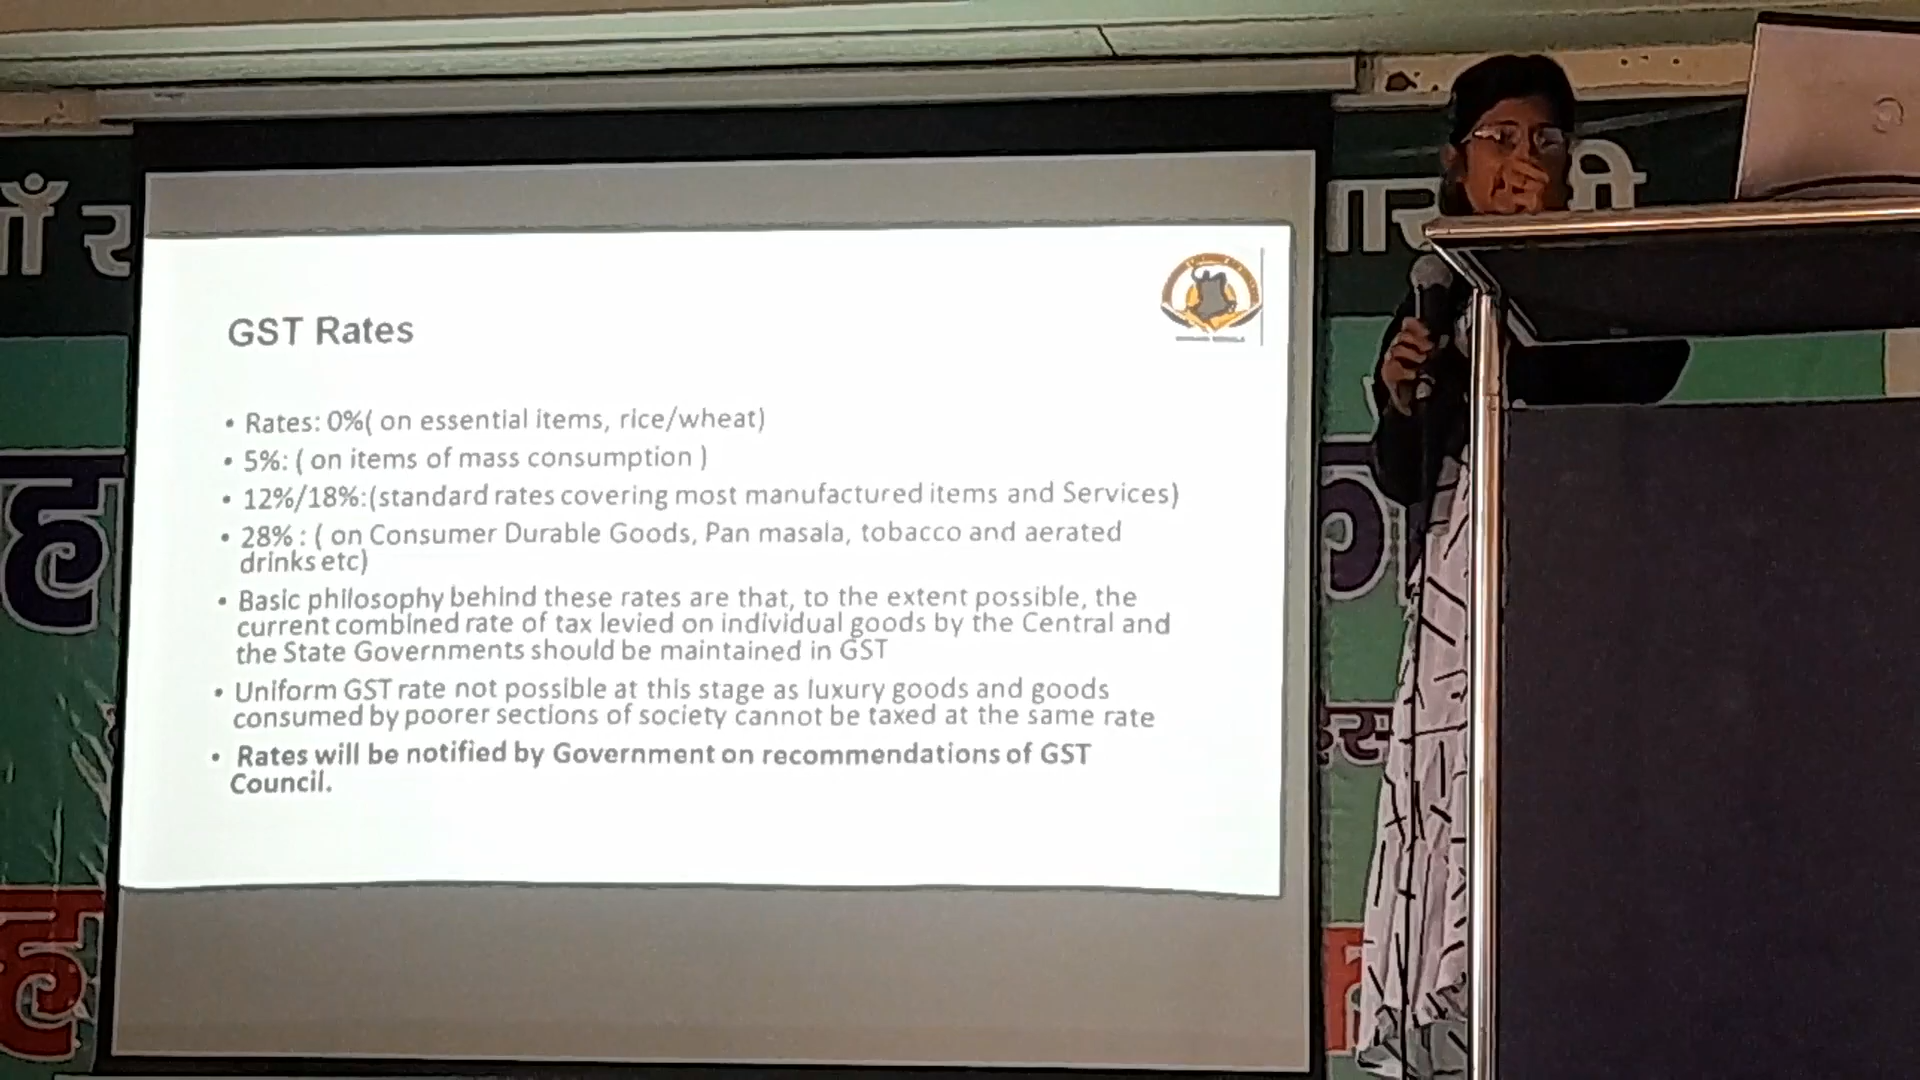 GST Rates
• Rates: 0%( on essential items, rice/wheat)
• 5%: ( on items of mass consumption )
• 12%/18%:(standard rates covering most manufactured items and Services)
• 28% : ( on Consumer Durable Goods, Pan masala, tobacco and aerated
drinks etc)
• Basic philosophy behind these rates are that, to the extent possible, the
current combined rate of tax levied on individual goods by the Central and
the State Governments should be maintained in GST
• Uniform GST rate not possible at this stage as luxury goods and goods
consumed by poorer sections of society cannot be taxed at the same rate
• Rates will be notified by Government on recommendations of GST
Council.